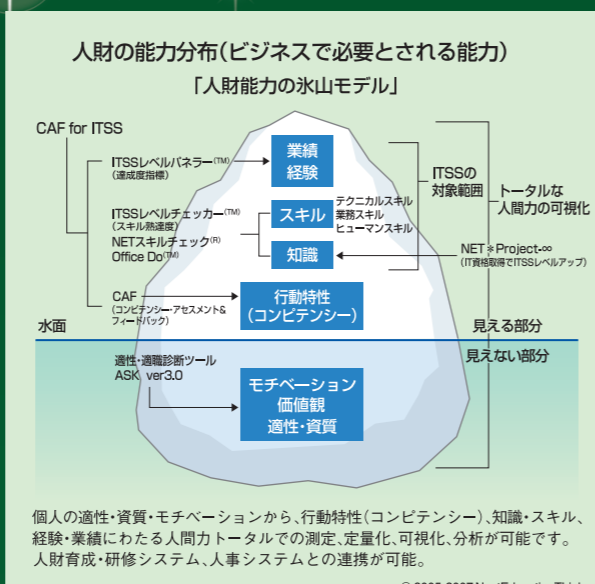 人財の能力分布(ビジネスで必要とされる能力)
「人財能力の氷山モデル」
CAF for ITSS
ITSSレベルパネラー(TM)
(達成度指標)
業績
経験
ITSSの
対象範囲
トータルな
人間力の可視化
ITSSレベルチェッカー(TM)
(スキル熟達度)
NETスキルチェック(R)
Office Do(TM)
スキル
テクニカルスキル
業務スキル
ヒューマンスキル
知識
NET*Project-∞
(IT資格取得でITSSレベルアップ)
CAF
(コンピテンシー・アセスメント&
フィードバック)
行動特性
(コンピテンシー)
水面
見える部分
見えない部分
適性・適職診断ツール
ASK ver3.0
モチベーション
価値観
適性・資質
個人の適性・資質・モチベーションから、行動特性(コンピテンシー)、知識・スキル、
経験・業績にわたる人間力トータルでの測定、定量化、可視化、分析が可能です。
人財育成・研修システム、人事システムとの連携が可能。